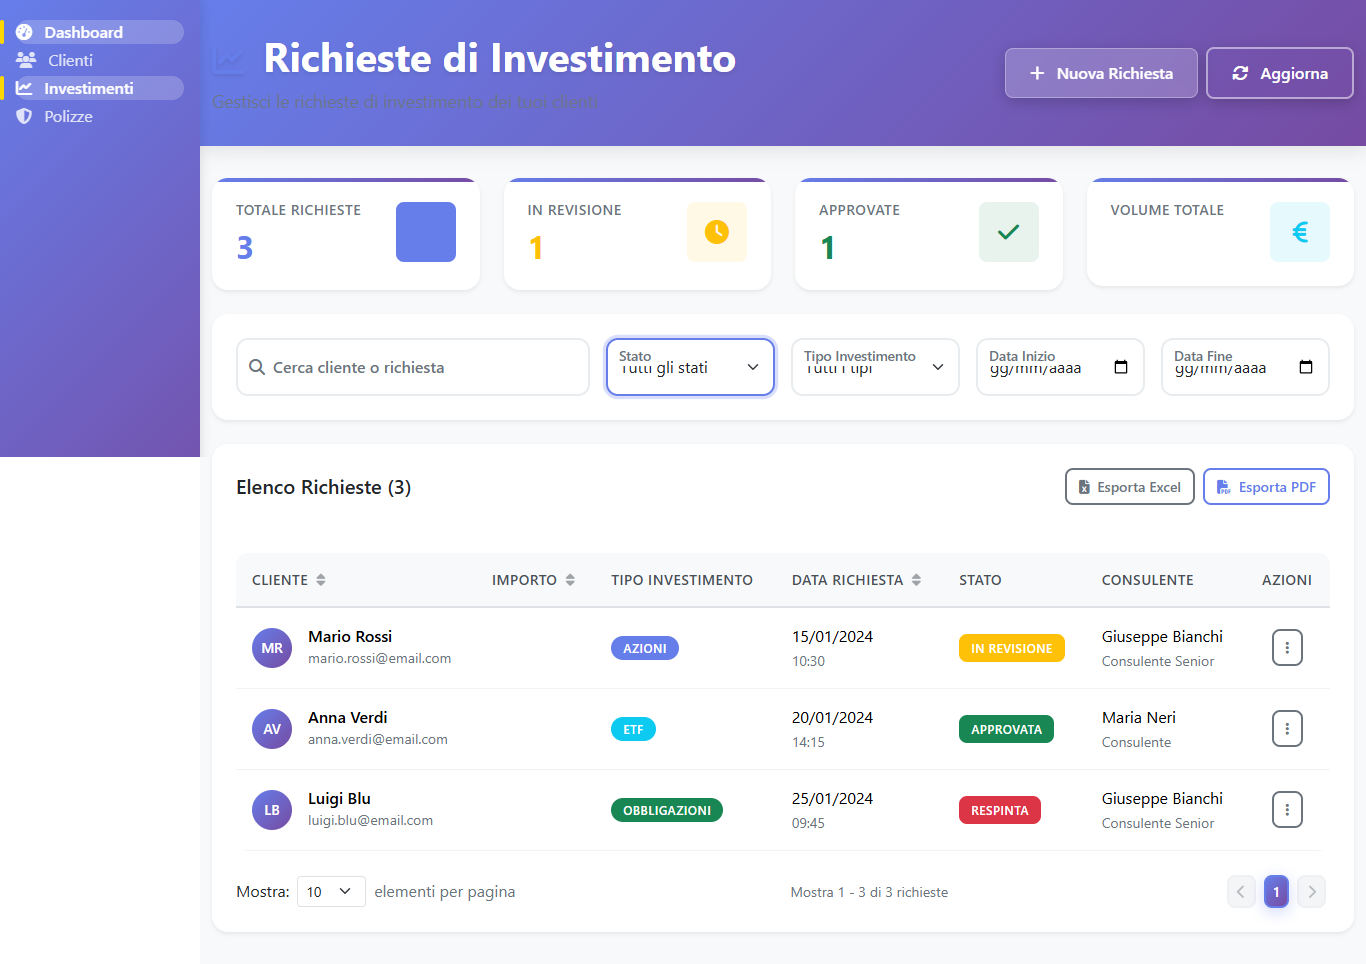 Dashboard
Clienti
Investimenti
Polizze
Richieste di Investimento
Gestisci le richieste di investimento dei tuoi clienti
Nuova Richiesta
Aggiorna
TOTALE RICHIESTE
3
IN REVISIONE
1
APPROVATE
1
VOLUME TOTALE
€
Cerca cliente o richiesta
Stato
Tutti gli stati
Tipo Investimento
Tutti i tipi
Data Inizio
gg/mm/aaaa
Data Fine
gg/mm/aaaa
Elenco Richieste (3)
Esporta Excel
Esporta PDF
CLIENTE IMPORTO TIPO INVESTIMENTO DATA RICHIESTA STATO CONSULENTE AZIONI
MR Mario Rossi AZIONI 15/01/2024 IN REVISIONE Giuseppe Bianchi
mario.rossi@email.com 10:30 Consulente Senior
AV Anna Verdi ETF 20/01/2024 APPROVATA Maria Neri
anna.verdi@email.com 14:15 Consulente
LB Luigi Blu OBBLIGAZIONI 25/01/2024 RESPINTA Giuseppe Bianchi
luigi.blu@email.com 09:45 Consulente Senior
Mostra: 10 elementi per pagina
Mostra 1 - 3 di 3 richieste
1